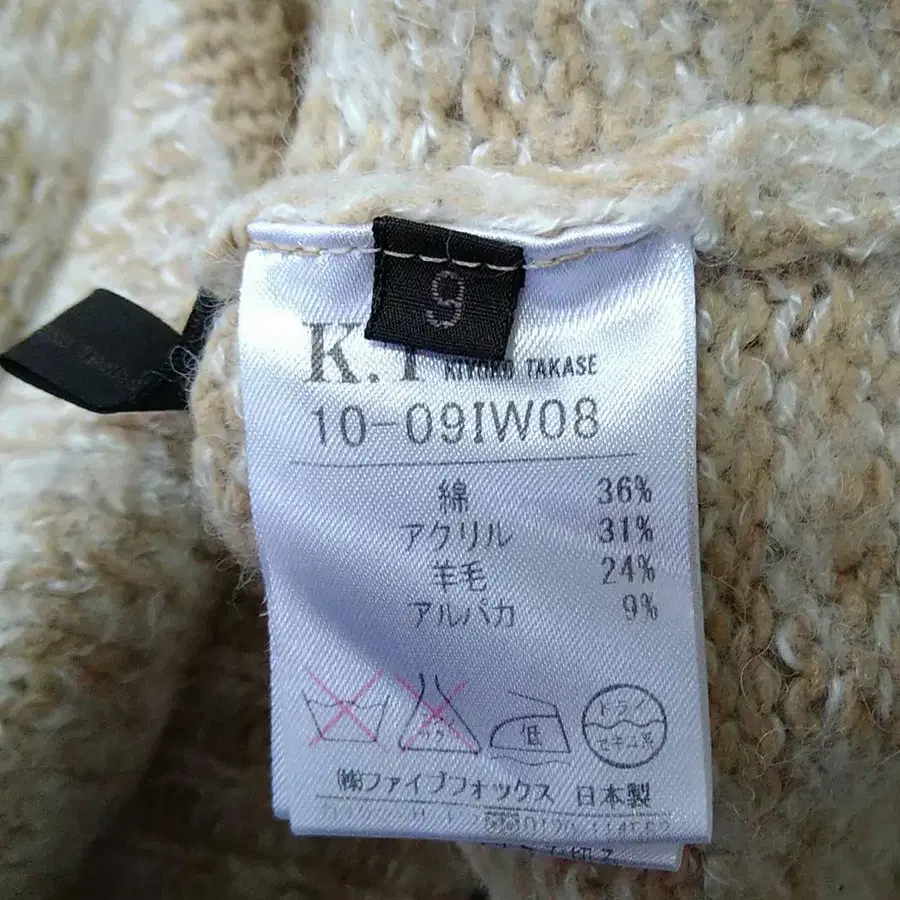 9
K.T KIYOKO TAKASE
10-09IW08
綿 36%
アクリル 31%
羊毛 24%
アルパカ 9%
低
ドライ
セキユ系
㈱ファイブフォックス 日本製